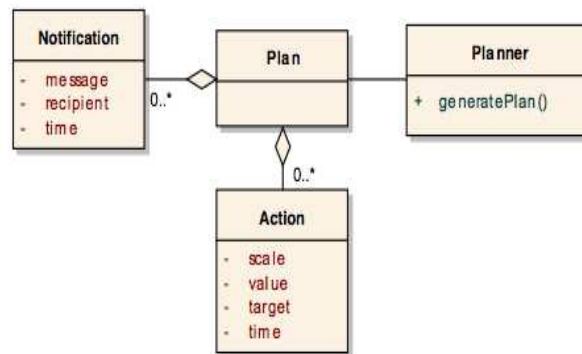 Notification
- message
- recipient
- time
0..*
Plan
Planner
+ generatePlan()
0..*
Action
- scale
- value
- target
- time